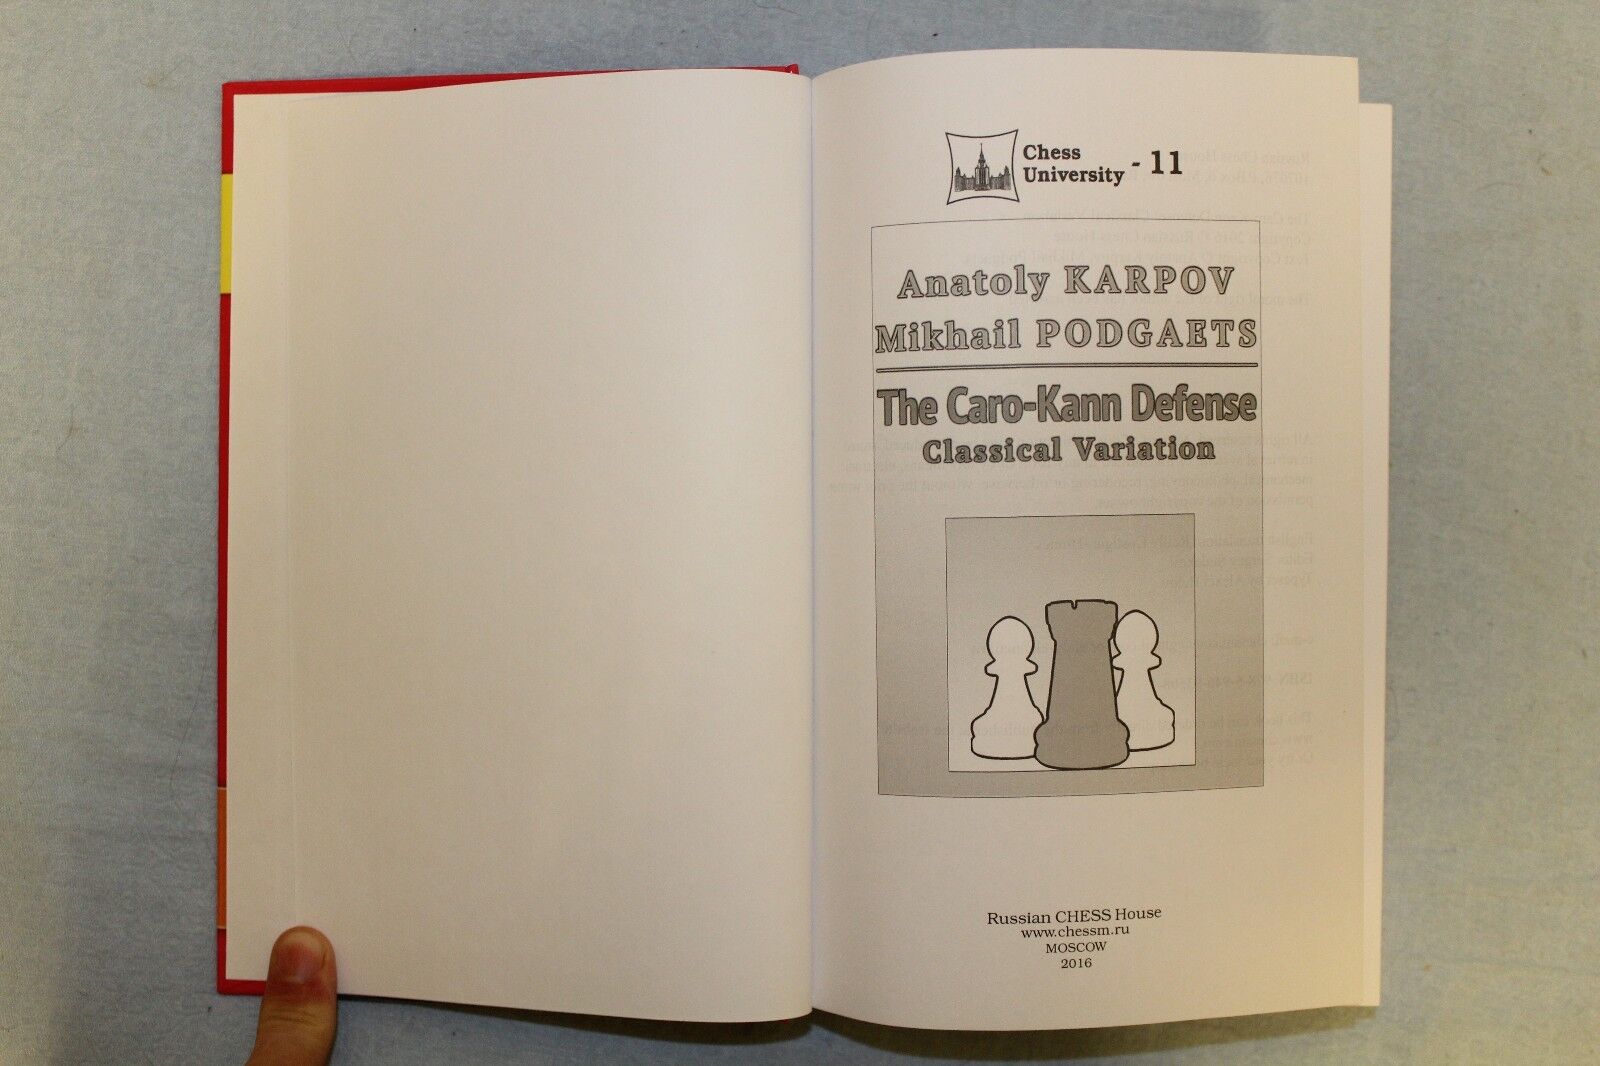 Chess
University - 11
Anatoly KARPOV
Mikhail PODGAETS
The Caro-Kann Defense
Classical Variation
Russian CHESS House
www.chessm.ru
MOSCOW
2016